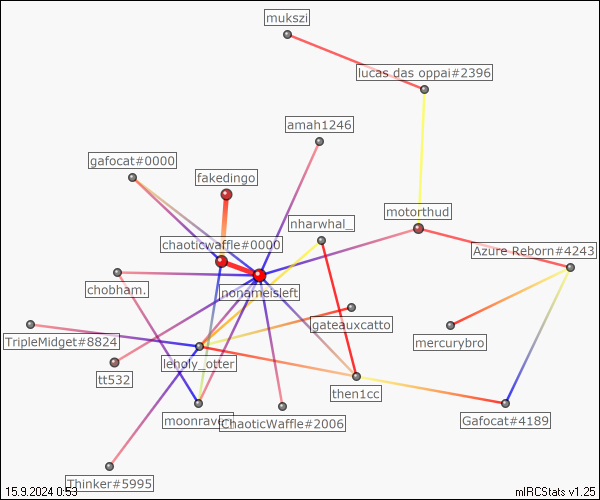 mukszi
lucas das oppai#2396
amah1246
gafocat#0000
fakedingo
motorthud
nharwhal_
chaoticwaffle#0000
Azure Reborn#4243
chobham.
nonameisleft
gateauxcatto
TripleMidget#8824
mercurybro
leholy_otter
tt532
then1cc
moonrave
ChaoticWaffle#2006
Gafocat#4189
Thinker#5995
15.9.2024 0:53
mIRCStats v1.25